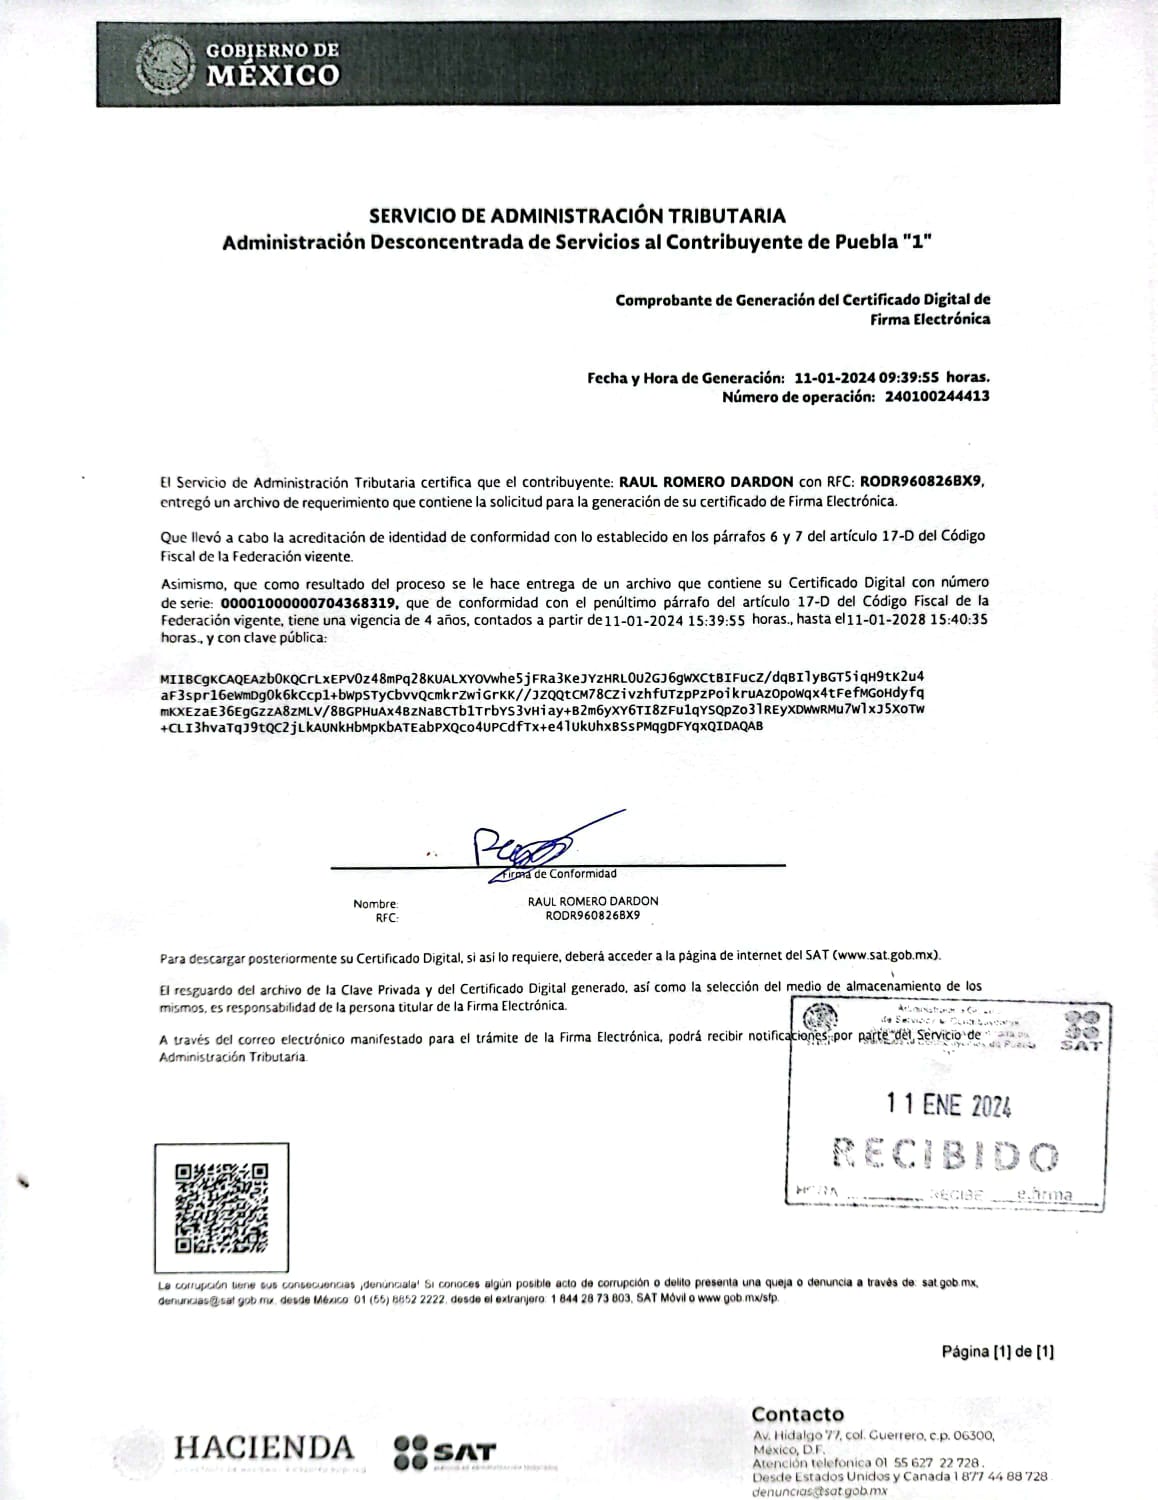 GOBIERNO DE
MÉXICO
SERVICIO DE ADMINISTRACIÓN TRIBUTARIA
Administración Desconcentrada de Servicios al Contribuyente de Puebla "1"
Comprobante de Generación del Certificado Digital de
Firma Electrónica
Fecha y Hora de Generación: 11-01-2024 09:39:55 horas.
Número de operación: 240100244413
El Servicio de Administración Tributaria certifica que el contribuyente: RAUL ROMERO DARDON con RFC: RODR960826BX9,
entregó un archivo de requerimiento que contiene la solicitud para la generación de su certificado de Firma Electrónica.
Que llevó a cabo la acreditación de identidad de conformidad con lo establecido en los párrafos 6 y 7 del artículo 17-D del Código
Fiscal de la Federación vigente.
Asimismo, que como resultado del proceso se le hace entrega de un archivo que contiene su Certificado Digital con número
de serie: 00001000000704368319, que de conformidad con el penúltimo párrafo del artículo 17-D del Código Fiscal de la
Federación vigente, tiene una vigencia de 4 años, contados a partir de 11-01-2024 15:39:55 horas., hasta el 11-01-2028 15:40:35
horas., y con clave pública:
MIIBCgKCAQEAzb0KQCrLxEPV0z48mPq28KUALXYOVwhe5jFRa3KeJYzHRL0U2GJ6gWXCtBIFUcZ/dqBIlyBGT5iqH9tK2u4
aF3spr16eWmDg0k6kCcp1+bWpSTYCbvvQcmkrZwiGrKK//JZQQtCM78CZivzhfUTZpPzPoikruAzOpoWqx4tFefMGoHdyfq
mKXEzaE36EgGzzA8zMLV/8BGPHuAx4BzNaBCTb1TrbYS3vHiay+B2m6yXY6TI8ZFu1qYSQpZo3lREyXDWwRMu7WlxJ5XoTw
+CLI3hvaTqJ9tQC2jLkAUNkHbMpKbATEabPXQco4UPCdfTx+e4lUkUhxBSsPMqgDFYqxQIDAQAB
Firma de Conformidad
Nombre: RAUL ROMERO DARDON
RFC: RODR960826BX9
Para descargar posteriormente su Certificado Digital, si asi lo requiere, deberá acceder a la página de internet del SAT (www.sat.gob.mx).
El resguardo del archivo de la Clave Privada y del Certificado Digital generado, así como la selección del medio de almacenamiento de los
mismos, es responsabilidad de la persona titular de la Firma Electrónica.
A través del correo electrónico manifestado para el trámite de la Firma Electrónica, podrá recibir notificaciones por parte del Servicio de
Administración Tributaria.
SAT
11 ENE 2024
RECIBIDO
HORA RECIBE
La corrupción tiene sus consecuencias ¡denúnciala! Si conoces algún posible acto de corrupción o delito presenta una queja o denuncia a través de: sat.gob.mx,
denuncias@sat.gob.mx, desde México: 01 (55) 8852 2222, desde el extranjero: 1 844 28 73 803, SAT Móvil o www.gob.mx/sfp.
Página [1] de [1]
HACIENDA
SAT
Contacto
Av. Hidalgo 77, col. Guerrero, c.p. 06300,
México, D.F.
Atención telefonica 01 55 627 22 728.
Desde Estados Unidos y Canada 1 877 44 88 728
denuncias@sat.gob.mx